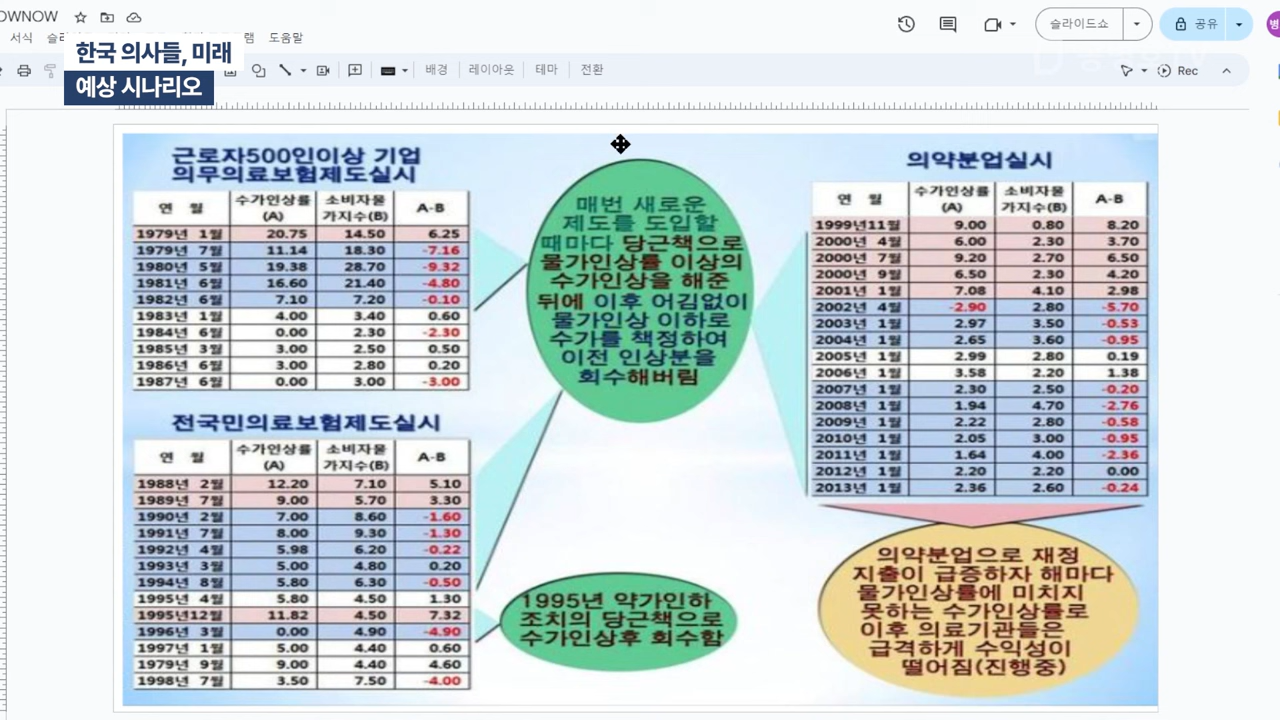 OWNOW
슬라이드쇼
공유
병
서식
도움말
한국 의사들, 미래
예상 시나리오
배경
레이아웃
테마
전환
Rec
근로자500인이상 기업
의무의료보험제도실시
연 월 수가인상률(A) 소비자물가지수(B) A-B
1979년 1월 20.75 14.50 6.25
1979년 7월 11.14 18.30 -7.16
1980년 5월 19.38 28.70 -9.32
1981년 6월 16.60 21.40 -4.80
1982년 6월 7.10 7.20 -0.10
1983년 1월 4.00 3.40 0.60
1984년 6월 0.00 2.30 -2.30
1985년 3월 3.00 2.50 0.50
1986년 6월 3.00 2.80 0.20
1987년 6월 0.00 3.00 -3.00
전국민의료보험제도실시
연 월 수가인상률(A) 소비자물가지수(B) A-B
1988년 2월 12.20 7.10 5.10
1989년 7월 9.00 5.70 3.30
1990년 2월 7.00 8.60 -1.60
1991년 7월 8.00 9.30 -1.30
1992년 4월 5.98 6.20 -0.22
1993년 3월 5.00 4.80 0.20
1994년 8월 5.80 6.30 -0.50
1995년 4월 5.80 4.50 1.30
1995년12월 11.82 4.50 7.32
1996년 3월 0.00 4.90 -4.90
1997년 1월 5.00 4.40 0.60
1979년 9월 9.00 4.40 4.60
1998년 7월 3.50 7.50 -4.00
매번 새로운
제도를 도입할
때마다 당근책으로
물가인상률 이상의
수가인상을 해준
뒤에 이후 어김없이
물가인상 이하로
수가를 책정하여
이전 인상분을
회수해버림
1995년 약가인하
조치의 당근책으로
수가인상후 회수함
의약분업실시
연 월 수가인상률(A) 소비자물가지수(B) A-B
1999년11월 9.00 0.80 8.20
2000년 4월 6.00 2.30 3.70
2000년 7월 9.20 2.70 6.50
2000년 9월 6.50 2.30 4.20
2001년 1월 7.08 4.10 2.98
2002년 4월 -2.90 2.80 -5.70
2003년 1월 2.97 3.50 -0.53
2004년 1월 2.65 3.60 -0.95
2005년 1월 2.99 2.80 0.19
2006년 1월 3.58 2.20 1.38
2007년 1월 2.30 2.50 -0.20
2008년 1월 1.94 4.70 -2.76
2009년 1월 2.22 2.80 -0.58
2010년 1월 2.05 3.00 -0.95
2011년 1월 1.64 4.00 -2.36
2012년 1월 2.20 2.20 0.00
2013년 1월 2.36 2.60 -0.24
의약분업으로 재정
지출이 급증하자 해마다
물가인상률에 미치지
못하는 수가인상률로
이후 의료기관들은
급격하게 수익성이
떨어짐(진행중)